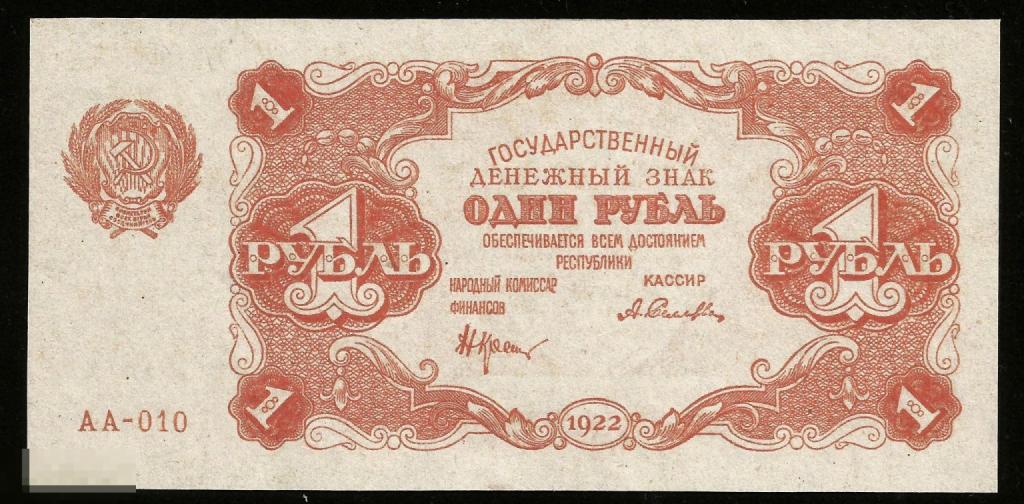 1 1
ГОСУДАРСТВЕННЫЙ
ДЕНЕЖНЫЙ ЗНАК
ОДИН РУБЛЬ
ОБЕСПЕЧИВАЕТСЯ ВСЕМ ДОСТОЯНИЕМ
РЕСПУБЛИКИ
1 РУБЛЬ
1 РУБЛЬ
НАРОДНЫЙ КОМИССАР
ФИНАНСОВ
КАССИР
АА-010
1 1
1922